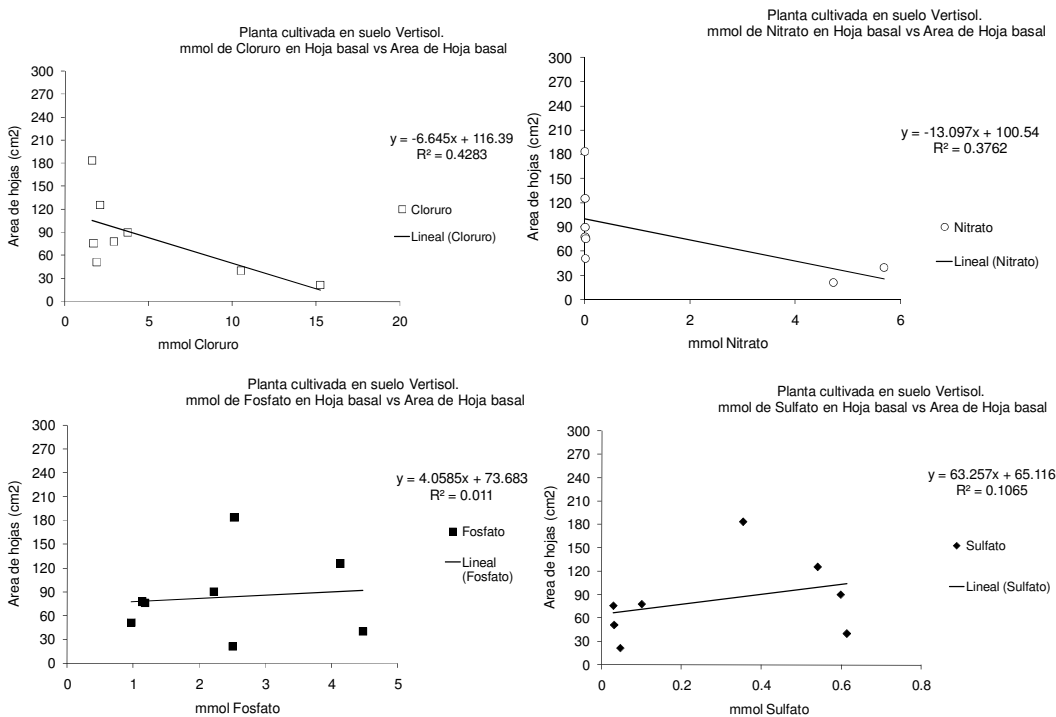 Planta cultivada en suelo Vertisol.
mmol de Cloruro en Hoja basal vs Area de Hoja basal
Area de hojas (cm2)
300
270
240
210
180
150
120
90
60
30
0
0 5 10 15 20
mmol Cloruro
y = -6.645x + 116.39
R² = 0.4283
Cloruro
Lineal (Cloruro)
Planta cultivada en suelo Vertisol.
mmol de Nitrato en Hoja basal vs Area de Hoja basal
Area de hojas (cm2)
300
270
240
210
180
150
120
90
60
30
0
0 2 4 6
mmol Nitrato
y = -13.097x + 100.54
R² = 0.3762
Nitrato
Lineal (Nitrato)
Planta cultivada en suelo Vertisol.
mmol de Fosfato en Hoja basal vs Area de Hoja basal
Area de hojas (cm2)
300
270
240
210
180
150
120
90
60
30
0
0 1 2 3 4 5
mmol Fosfato
y = 4.0585x + 73.683
R² = 0.011
Fosfato
Lineal
(Fosfato)
Planta cultivada en suelo Vertisol.
mmol de Sulfato en Hoja basal vs Area de Hoja basal
Area de hojas (cm2)
300
270
240
210
180
150
120
90
60
30
0
0 0.2 0.4 0.6 0.8
mmol Sulfato
y = 63.257x + 65.116
R² = 0.1065
Sulfato
Lineal (Sulfato)